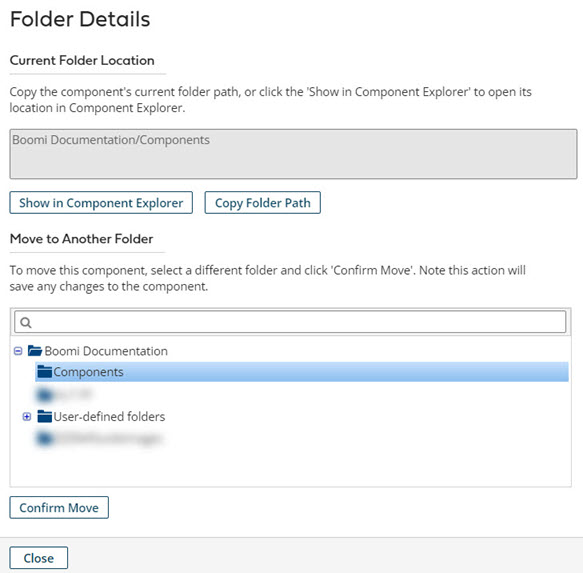 Folder Details
Current Folder Location
Copy the component's current folder path, or click the 'Show in Component Explorer' to open its
location in Component Explorer.
Boomi Documentation/Components
Show in Component Explorer
Copy Folder Path
Move to Another Folder
To move this component, select a different folder and click 'Confirm Move'. Note this action will
save any changes to the component.
Boomi Documentation
Components
User-defined folders
Confirm Move
Close